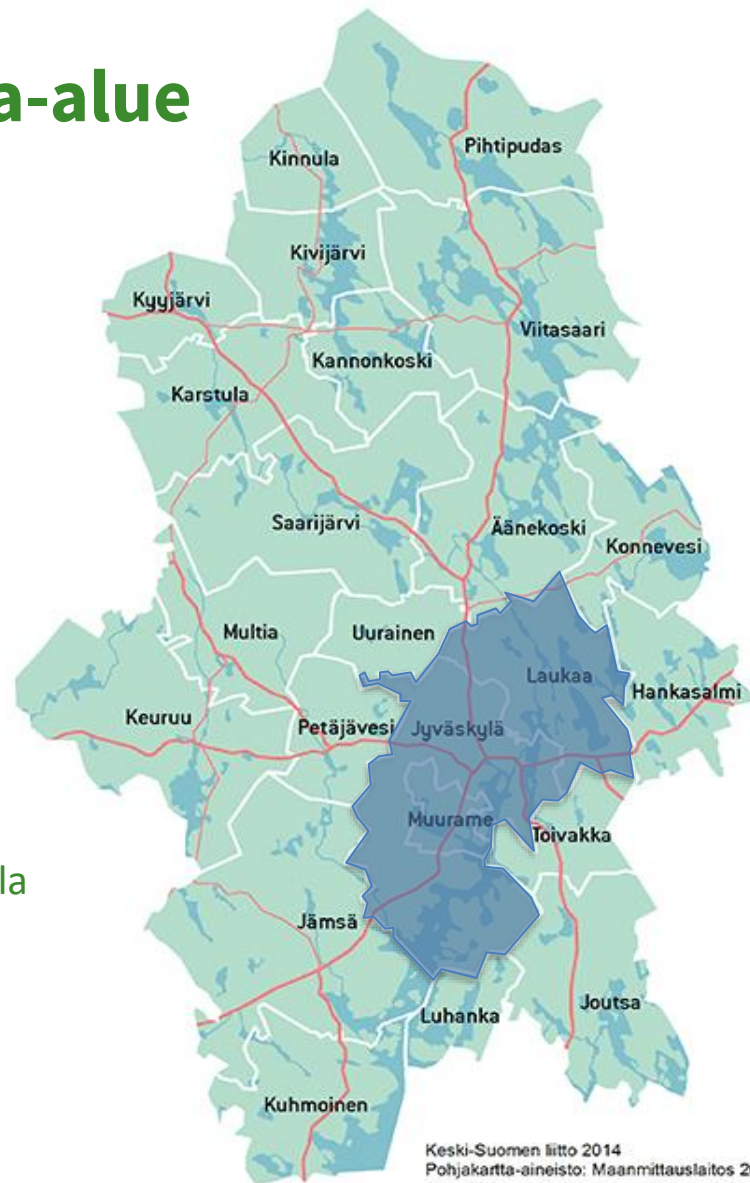 a-alue
Pihtipudas
Kinnula
Kivijärvi
Kyyjärvi
Viitasaari
Kannonkoski
Karstula
Saarijärvi
Äänekoski
Konnevesi
Multia
Uurainen
Laukaa
Hankasalmi
Keuruu
Petäjävesi
Jyväskylä
Muurame
Toivakka
la
Jämsä
Joutsa
Luhanka
Kuhmoinen
Keski-Suomen liitto 2014
Pohjakartta-aineisto: Maanmittauslaitos 2